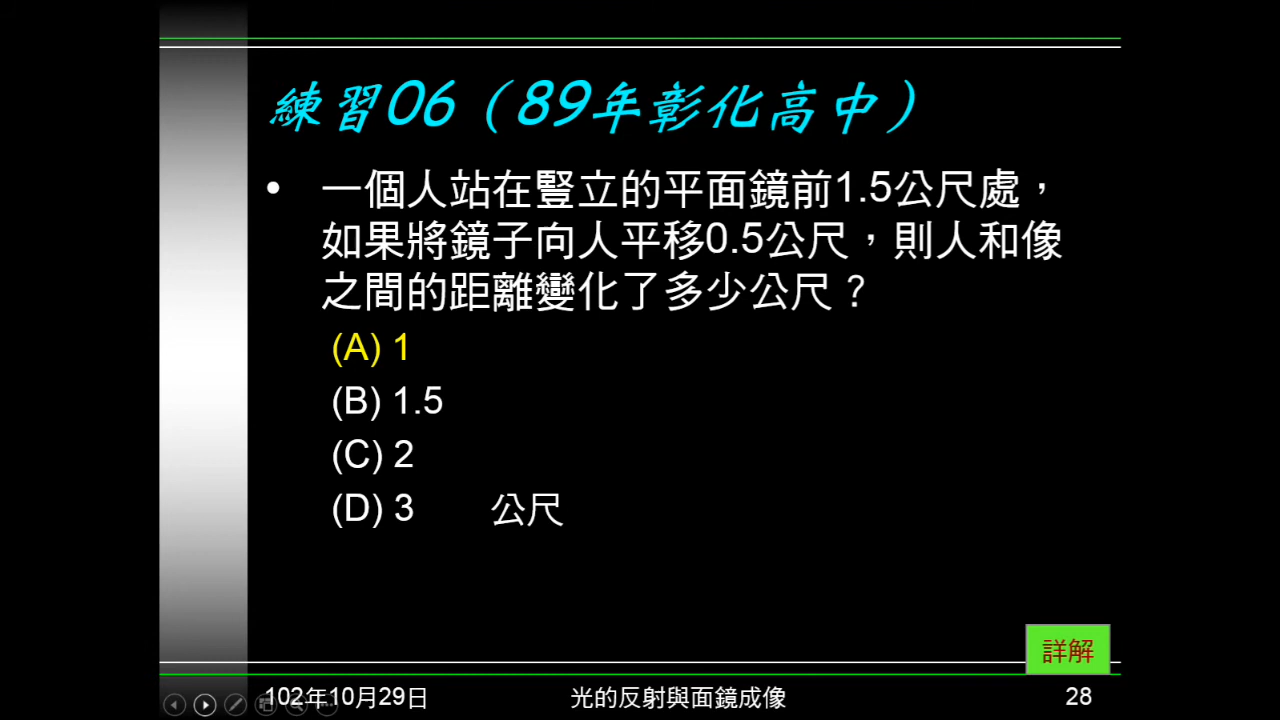 練習06（89年彰化高中）
• 一個人站在豎立的平面鏡前1.5公尺處，
如果將鏡子向人平移0.5公尺，則人和像
之間的距離變化了多少公尺？
(A) 1
(B) 1.5
(C) 2
(D) 3 公尺
詳解
102年10月29日 光的反射與面鏡成像 28